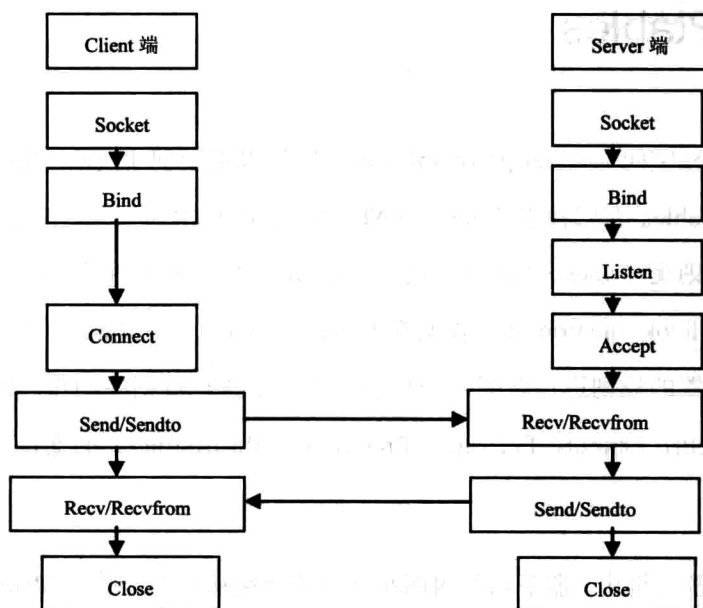 Client 端
Socket
Bind
Connect
Send/Sendto
Recv/Recvfrom
Close
Server 端
Socket
Bind
Listen
Accept
Recv/Recvfrom
Send/Sendto
Close